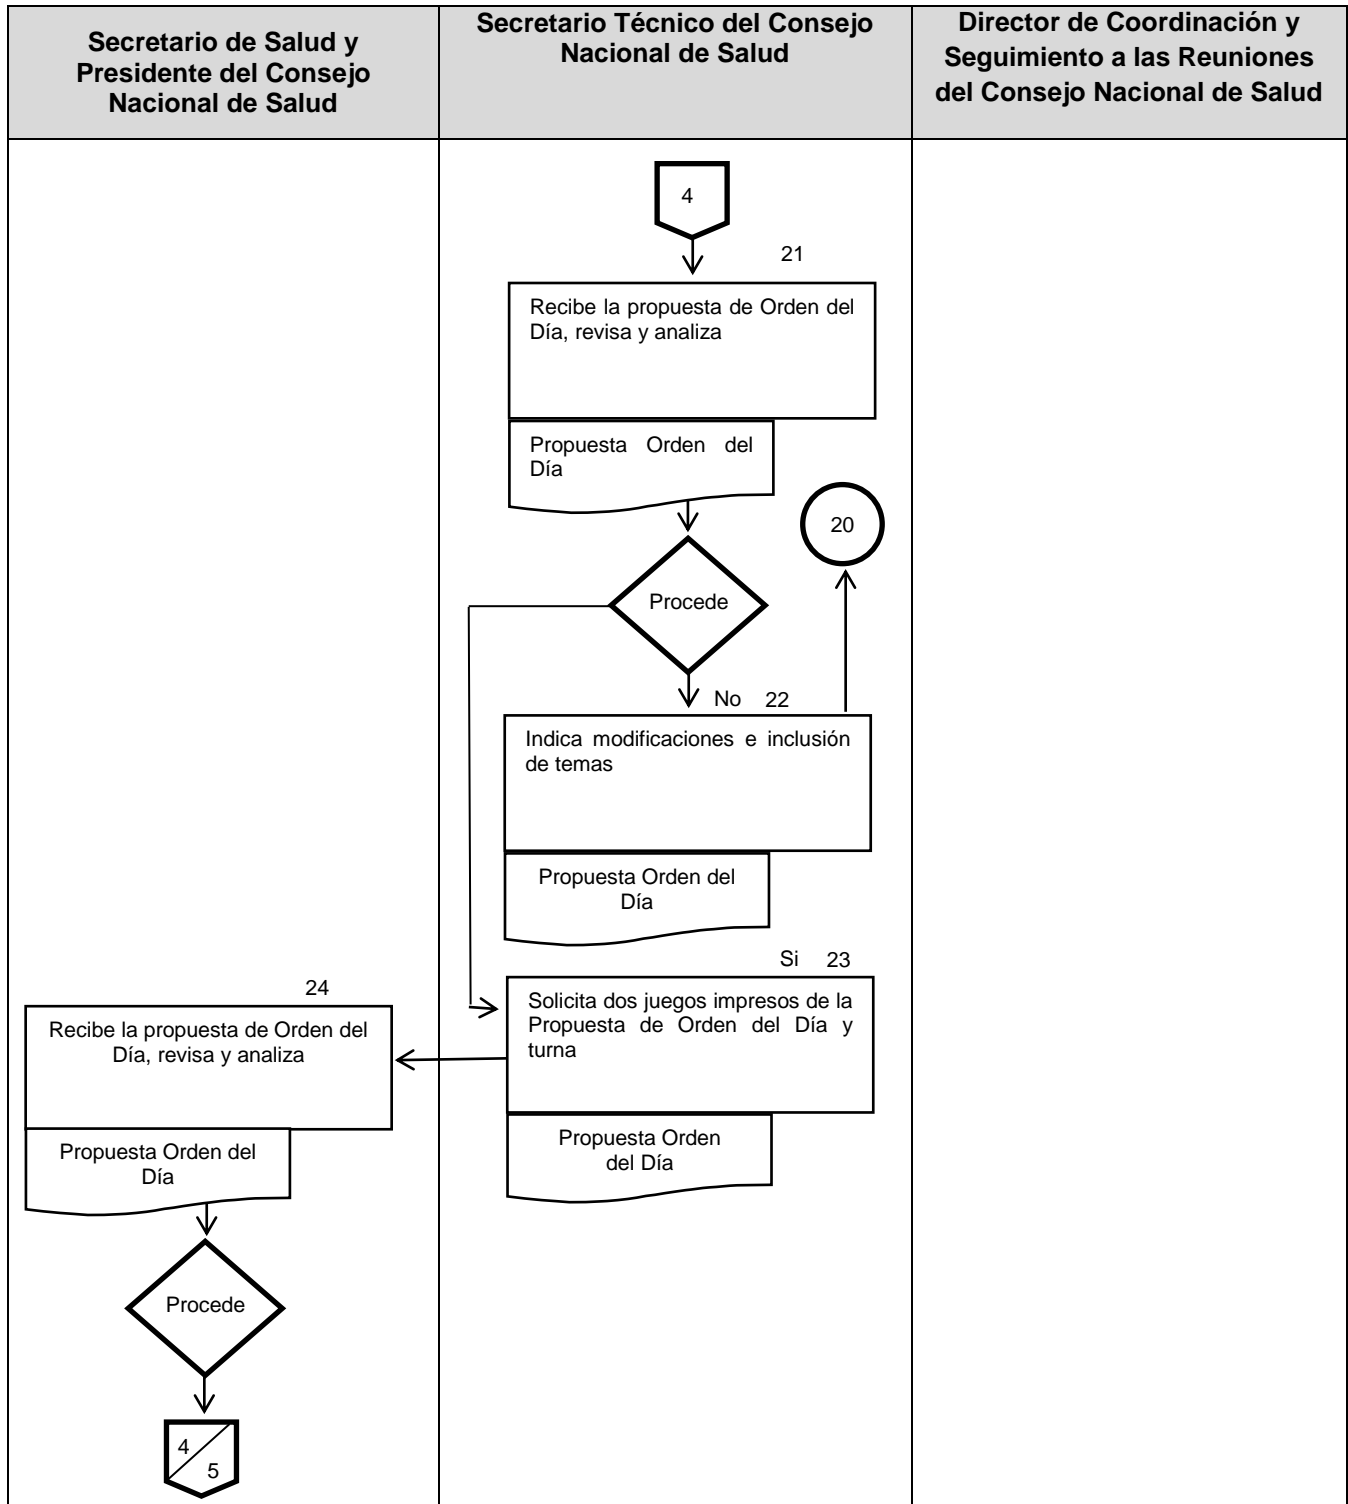 Secretario de Salud y
Presidente del Consejo
Nacional de Salud
Secretario Técnico del Consejo
Nacional de Salud
Director de Coordinación y
Seguimiento a las Reuniones
del Consejo Nacional de Salud
4
21
Recibe la propuesta de Orden del
Día, revisa y analiza
Propuesta Orden del
Día
20
Procede
No 22
Indica modificaciones e inclusión
de temas
Propuesta Orden del
Día
Si 23
Solicita dos juegos impresos de la
Propuesta de Orden del Día y
turna
Propuesta Orden
del Día
24
Recibe la propuesta de Orden del
Día, revisa y analiza
Propuesta Orden del
Día
Procede
4
5